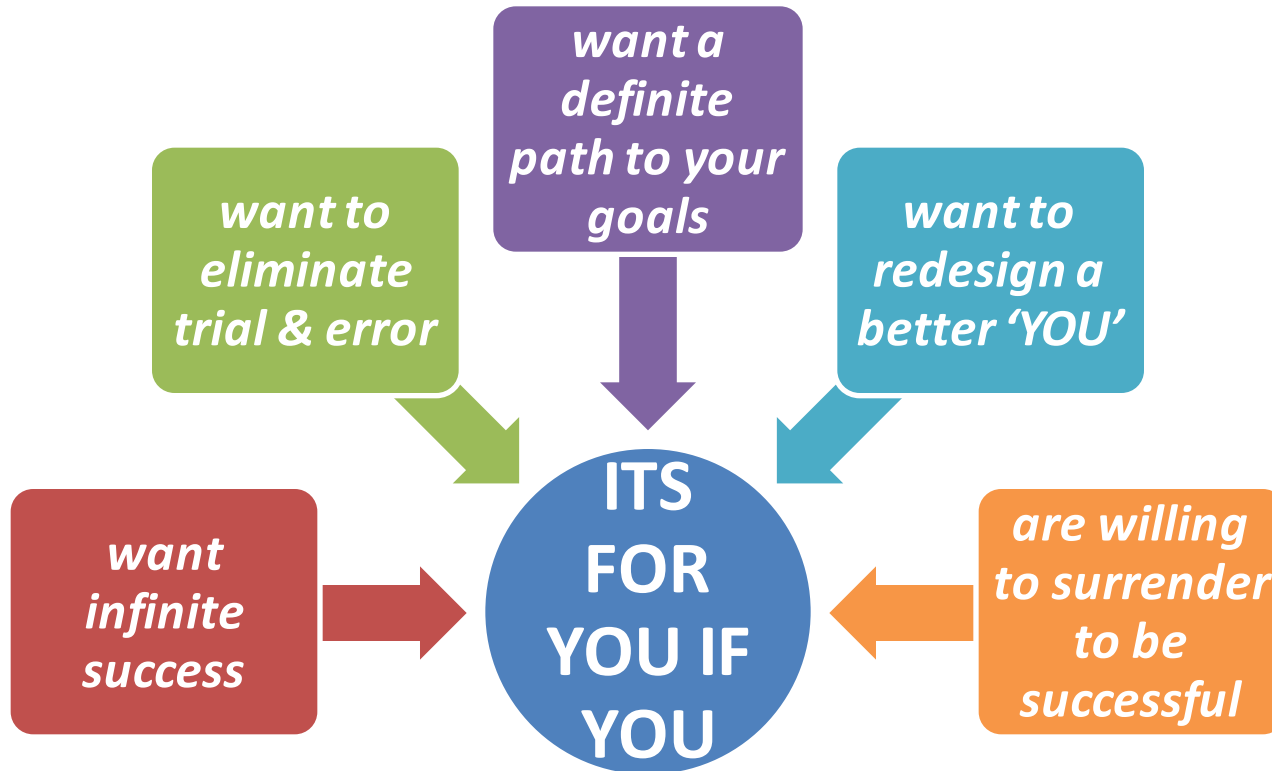 want
infinite
success
want to
eliminate
trial & error
want a
definite
path to your
goals
want to
redesign a
better ‘YOU’
are willing
to surrender
to be
successful
ITS
FOR
YOU IF
YOU